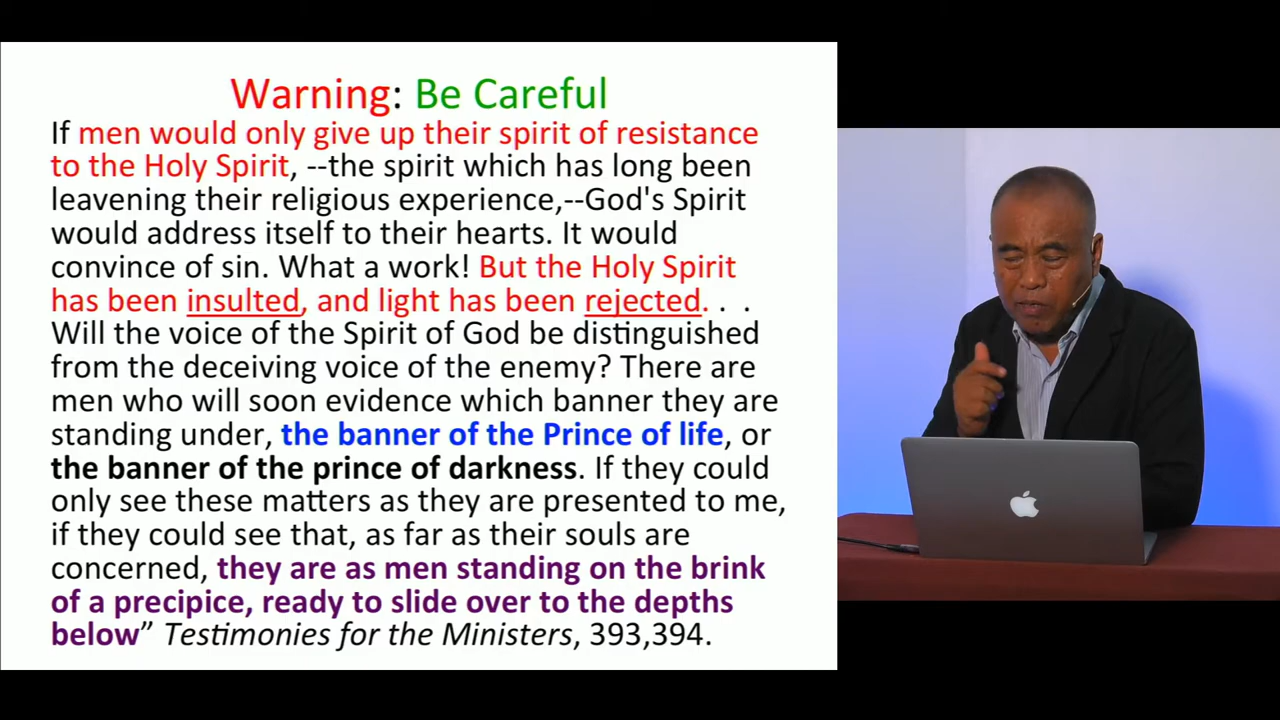 Warning: Be Careful
If men would only give up their spirit of resistance
to the Holy Spirit, --the spirit which has long been
leavening their religious experience,--God's Spirit
would address itself to their hearts. It would
convince of sin. What a work! But the Holy Spirit
has been insulted, and light has been rejected. . .
Will the voice of the Spirit of God be distinguished
from the deceiving voice of the enemy? There are
men who will soon evidence which banner they are
standing under, the banner of the Prince of life, or
the banner of the prince of darkness. If they could
only see these matters as they are presented to me,
if they could see that, as far as their souls are
concerned, they are as men standing on the brink
of a precipice, ready to slide over to the depths
below” Testimonies for the Ministers, 393,394.